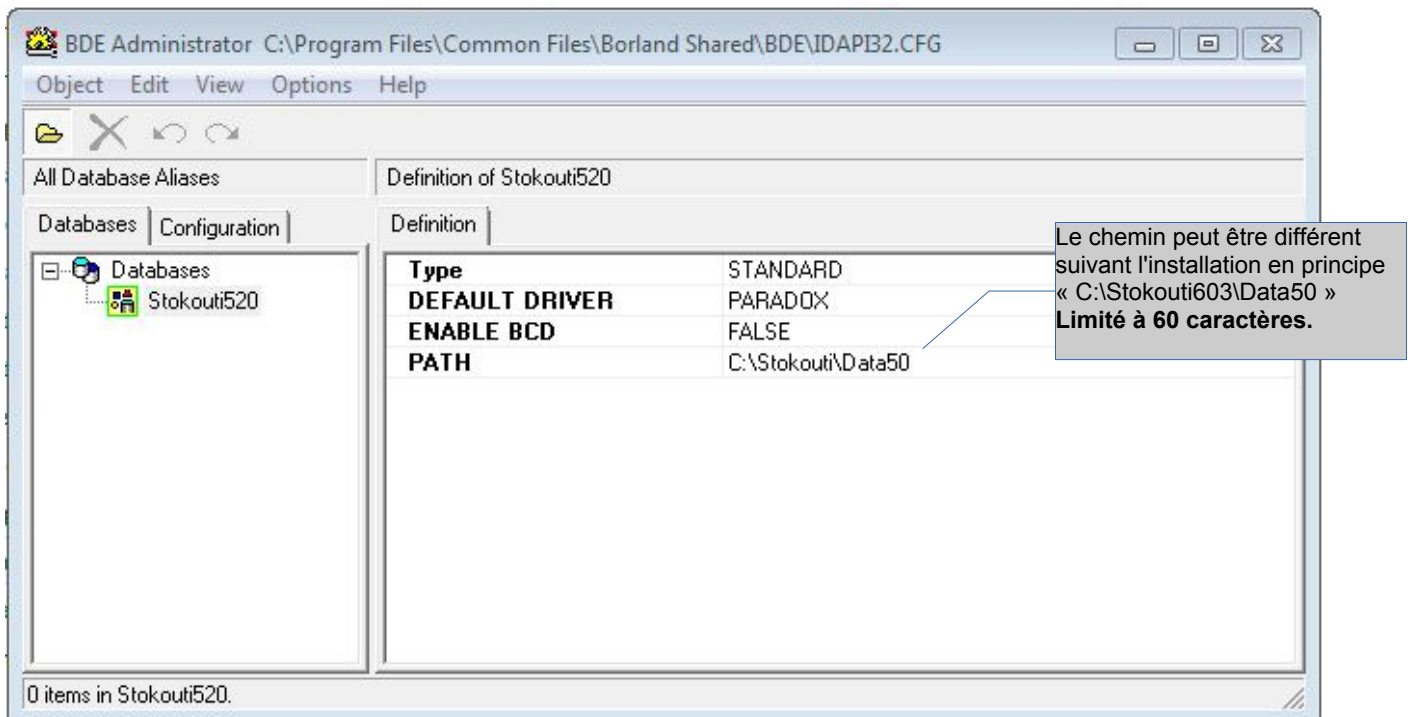 BDE Administrator C:\Program Files\Common Files\Borland Shared\BDE\IDAPI32.CFG
Object Edit View Options Help
All Database Aliases
Definition of Stokouti520
Databases
Configuration
Definition
Databases
Stokouti520
Type STANDARD
DEFAULT DRIVER PARADOX
ENABLE BCD FALSE
PATH C:\Stokouti\Data50
Le chemin peut être différent
suivant l'installation en principe
« C:\Stokouti603\Data50 »
Limité à 60 caractères.
0 items in Stokouti520.